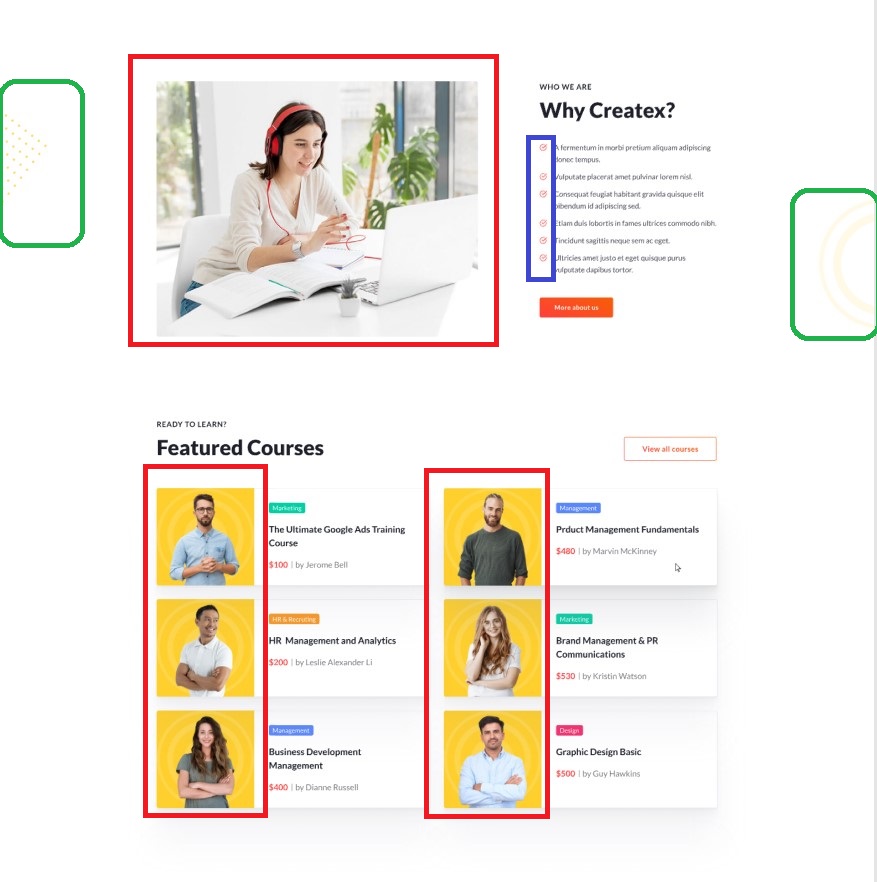 WHO WE ARE
Why Createx?
A fermentum in morbi pretium aliquam adipiscing
donec tempus.
Vulputate placerat amet pulvinar lorem nisl.
Consequat feugiat habitant gravida quisque elit
bibendum id adipiscing sed.
Etiam duis lobortis in fames ultrices commodo nibh.
Tincidunt sagittis neque sem ac eget.
Ultricies amet justo et eget quisque purus
vulputate dapibus tortor.
More about us
READY TO LEARN?
Featured Courses
View all courses
Marketing
The Ultimate Google Ads Training
Course
$100 | by Jerome Bell
Management
Prduct Management Fundamentals
$480 | by Marvin McKinney
HR & Recruting
HR Management and Analytics
$200 | by Leslie Alexander Li
Marketing
Brand Management & PR
Communications
$530 | by Kristin Watson
Management
Business Development
Management
$400 | by Dianne Russell
Design
Graphic Design Basic
$500 | by Guy Hawkins